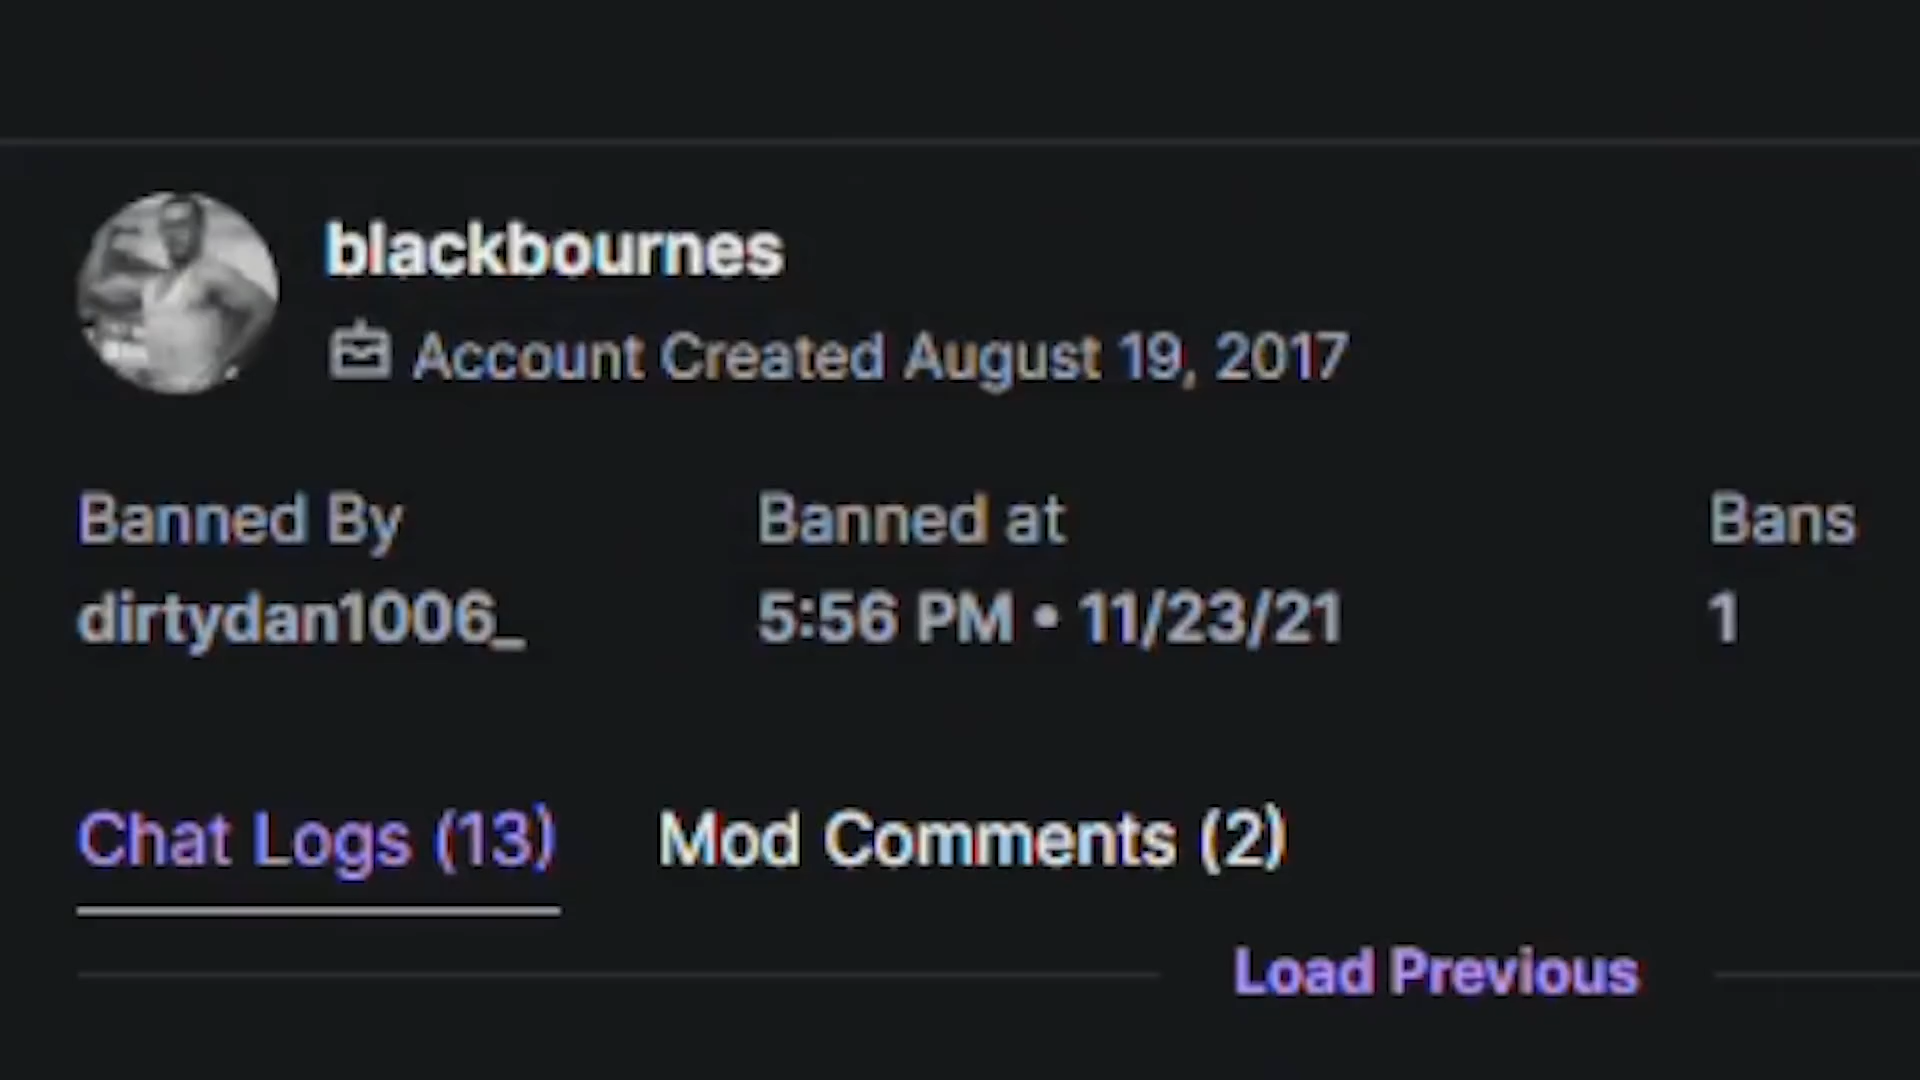 blackbournes
Account Created August 19, 2017
Banned By
Banned at
Bans
dirtydan1006_
5:56 PM • 11/23/21
1
Chat Logs (13)
Mod Comments (2)
Load Previous